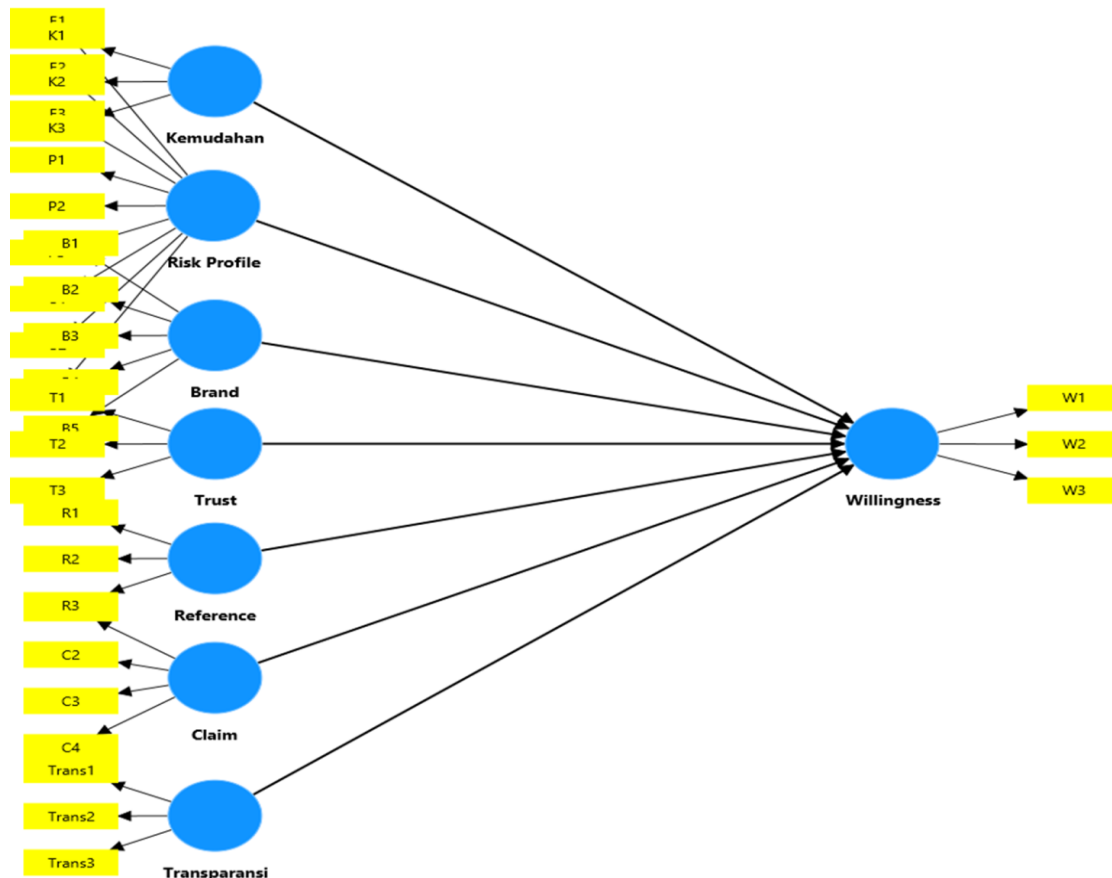 K1
K2
K3
P1
P2
B1
B2
B3
T1
B5
T2
T3
R1
R2
R3
C2
C3
C4
Trans1
Trans2
Trans3
Kemudahan
Risk Profile
Brand
Trust
Reference
Claim
Transparansi
Willingness
W1
W2
W3